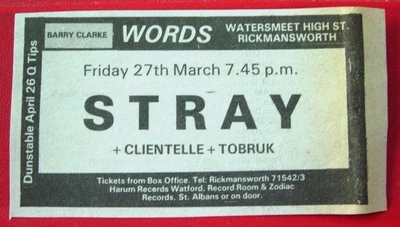 BARRY CLARKE
WORDS
WATERSMEET HIGH ST.
RICKMANSWORTH
Dunstable April 26 Q Tips
Friday 27th March 7.45 p.m.
STRAY
+ CLIENTELLE + TOBRUK
Tickets from Box Office. Tel: Rickmansworth 71542/3
Harum Records Watford, Record Room & Zodiac
Records. St. Albans or on door.